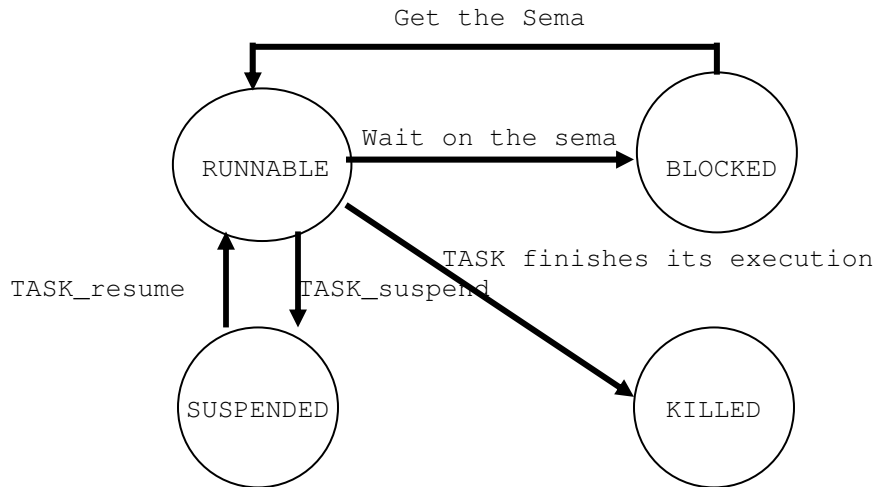 Get the Sema
Wait on the sema
RUNNABLE
BLOCKED
TASK finishes its execution
TASK_resume
TASK_suspend
SUSPENDED
KILLED